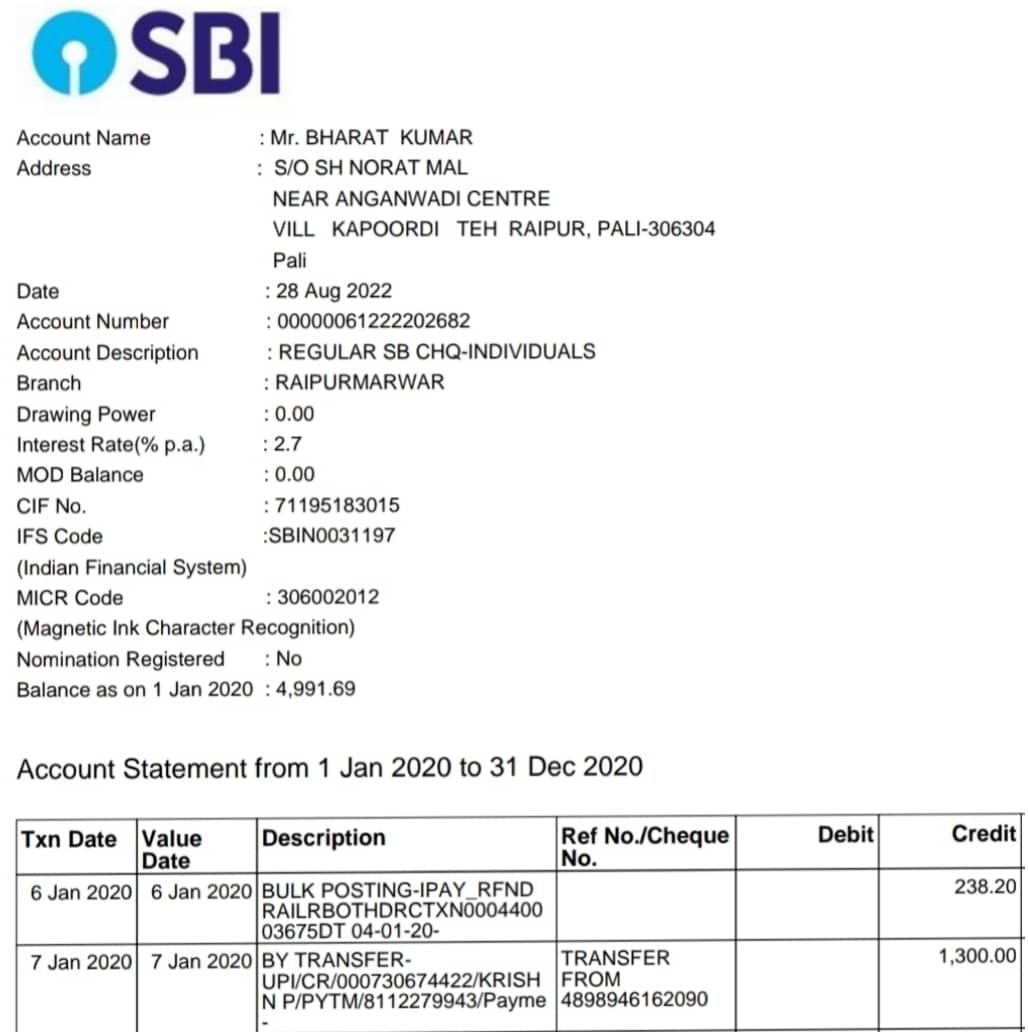 SBI
Account Name : Mr. BHARAT KUMAR
Address : S/O SH NORAT MAL
NEAR ANGANWADI CENTRE
VILL KAPOORDI TEH RAIPUR, PALI-306304
Pali
Date : 28 Aug 2022
Account Number : 00000061222202682
Account Description : REGULAR SB CHQ-INDIVIDUALS
Branch : RAIPURMARWAR
Drawing Power : 0.00
Interest Rate(% p.a.) : 2.7
MOD Balance : 0.00
CIF No. : 71195183015
IFS Code :SBIN0031197
(Indian Financial System)
MICR Code : 306002012
(Magnetic Ink Character Recognition)
Nomination Registered : No
Balance as on 1 Jan 2020 : 4,991.69
Account Statement from 1 Jan 2020 to 31 Dec 2020
Txn Date Value Description Ref No./Cheque Debit Credit
Date No.
6 Jan 2020 6 Jan 2020 BULK POSTING-IPAY_RFND 238.20
RAILRBOTHDRCTXN0004400
03675DT 04-01-20-
7 Jan 2020 7 Jan 2020 BY TRANSFER- TRANSFER 1,300.00
UPI/CR/000730674422/KRISH FROM
N P/PYTM/8112279943/Payme 4898946162090
-